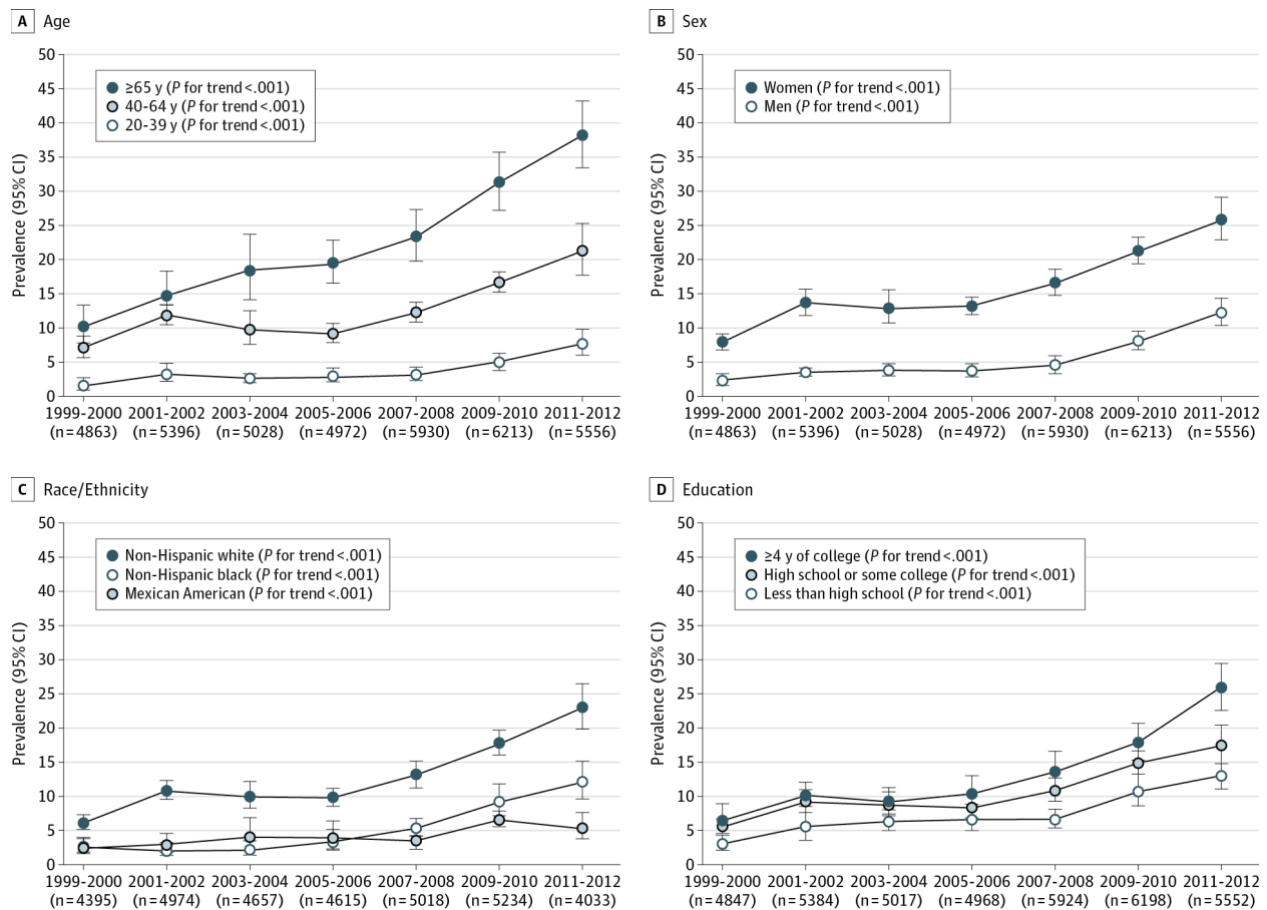 A Age
≥65 y (P for trend <.001)
40-64 y (P for trend <.001)
20-39 y (P for trend <.001)
Prevalence (95% CI)
50
45
40
35
30
25
20
15
10
5
0
1999-2000 2001-2002 2003-2004 2005-2006 2007-2008 2009-2010 2011-2012
(n=4863) (n=5396) (n=5028) (n=4972) (n=5930) (n=6213) (n=5556)
B Sex
Women (P for trend <.001)
Men (P for trend <.001)
Prevalence (95% CI)
50
45
40
35
30
25
20
15
10
5
0
1999-2000 2001-2002 2003-2004 2005-2006 2007-2008 2009-2010 2011-2012
(n=4863) (n=5396) (n=5028) (n=4972) (n=5930) (n=6213) (n=5556)
C Race/Ethnicity
Non-Hispanic white (P for trend <.001)
Non-Hispanic black (P for trend <.001)
Mexican American (P for trend <.001)
Prevalence (95% CI)
50
45
40
35
30
25
20
15
10
5
0
1999-2000 2001-2002 2003-2004 2005-2006 2007-2008 2009-2010 2011-2012
(n=4395) (n=4974) (n=4657) (n=4615) (n=5018) (n=5234) (n=4033)
D Education
≥4 y of college (P for trend <.001)
High school or some college (P for trend <.001)
Less than high school (P for trend <.001)
Prevalence (95% CI)
50
45
40
35
30
25
20
15
10
5
0
1999-2000 2001-2002 2003-2004 2005-2006 2007-2008 2009-2010 2011-2012
(n=4847) (n=5384) (n=5017) (n=4968) (n=5924) (n=6198) (n=5552)